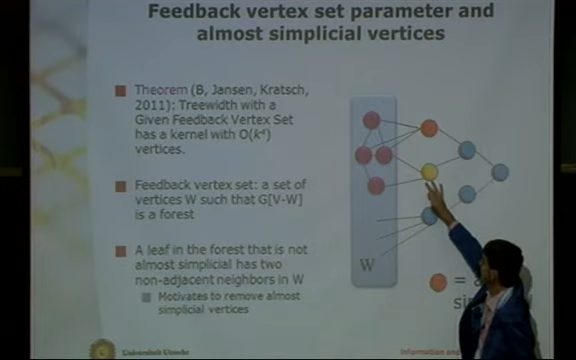 Feedback vertex set parameter and
almost simplicial vertices
Theorem (B, Jansen, Kratsch,
2011): Treewidth with a
Given Feedback Vertex Set
has a kernel with O(k⁴)
vertices.
Feedback vertex set: a set of
vertices W such that G[V-W]
is a forest
A leaf in the forest that is not
almost simplicial has two
non-adjacent neighbors in W
Motivates to remove almost
simplicial vertices
W
=
Universiteit Utrecht
Information and